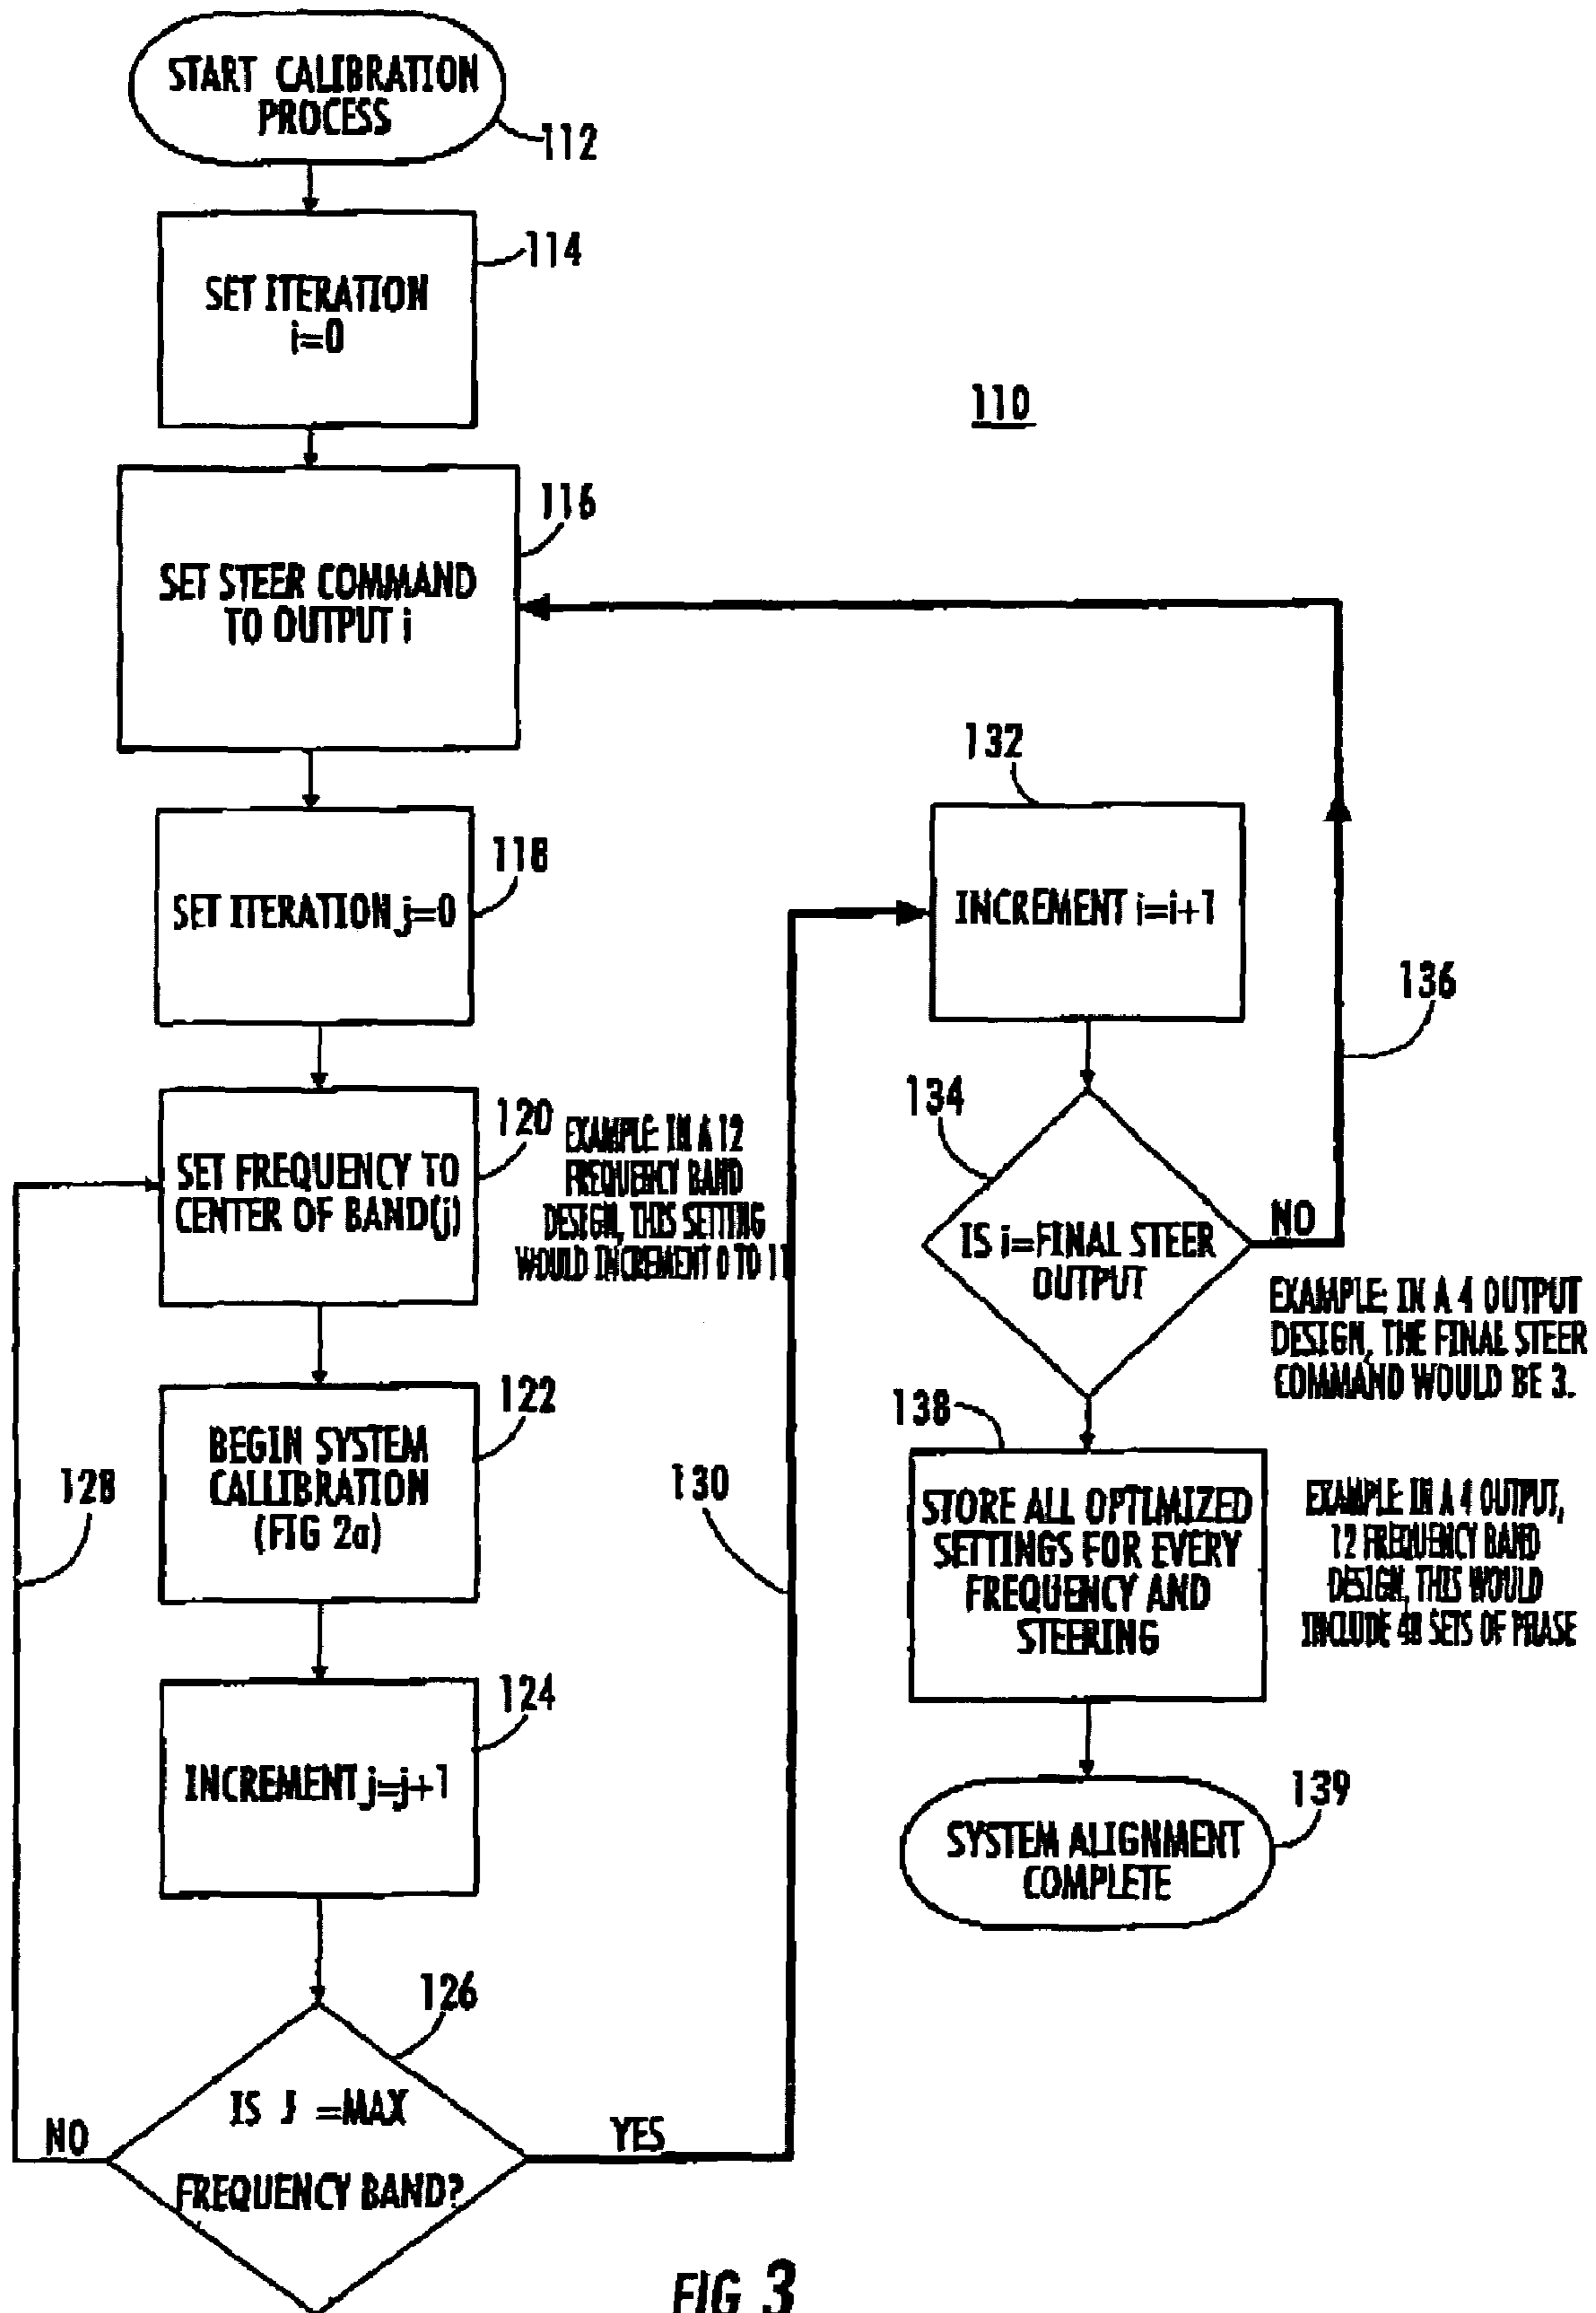 START CALIBRATION
PROCESS
112
SET ITERATION
i=0
114
110
SET STEER COMMAND
TO OUTPUT i
116
SET ITERATION j=0
118
SET FREQUENCY TO
CENTER OF BAND(j)
120
EXAMPLE: IN A 12
FREQUENCY BAND
DESIGN, THIS SETTING
WOULD INCREMENT 0 TO 11
BEGIN SYSTEM
CALLIBRATION
(FIG 2a)
122
128
INCREMENT j=j+1
124
IS J =MAX
FREQUENCY BAND?
126
NO
YES
130
132
INCREMENT i=i+1
134
IS i=FINAL STEER
OUTPUT
NO
136
EXAMPLE: IN A 4 OUTPUT
DESIGN, THE FINAL STEER
COMMAND WOULD BE 3.
138
STORE ALL OPTIMIZED
SETTINGS FOR EVERY
FREQUENCY AND
STEERING
EXAMPLE IN A 4 OUTPUT,
12 FREQUENCY BAND
DESIGN, THIS WOULD
INCLUDE 48 SETS OF PHASE
SYSTEM ALIGNMENT
COMPLETE
139
FIG 3